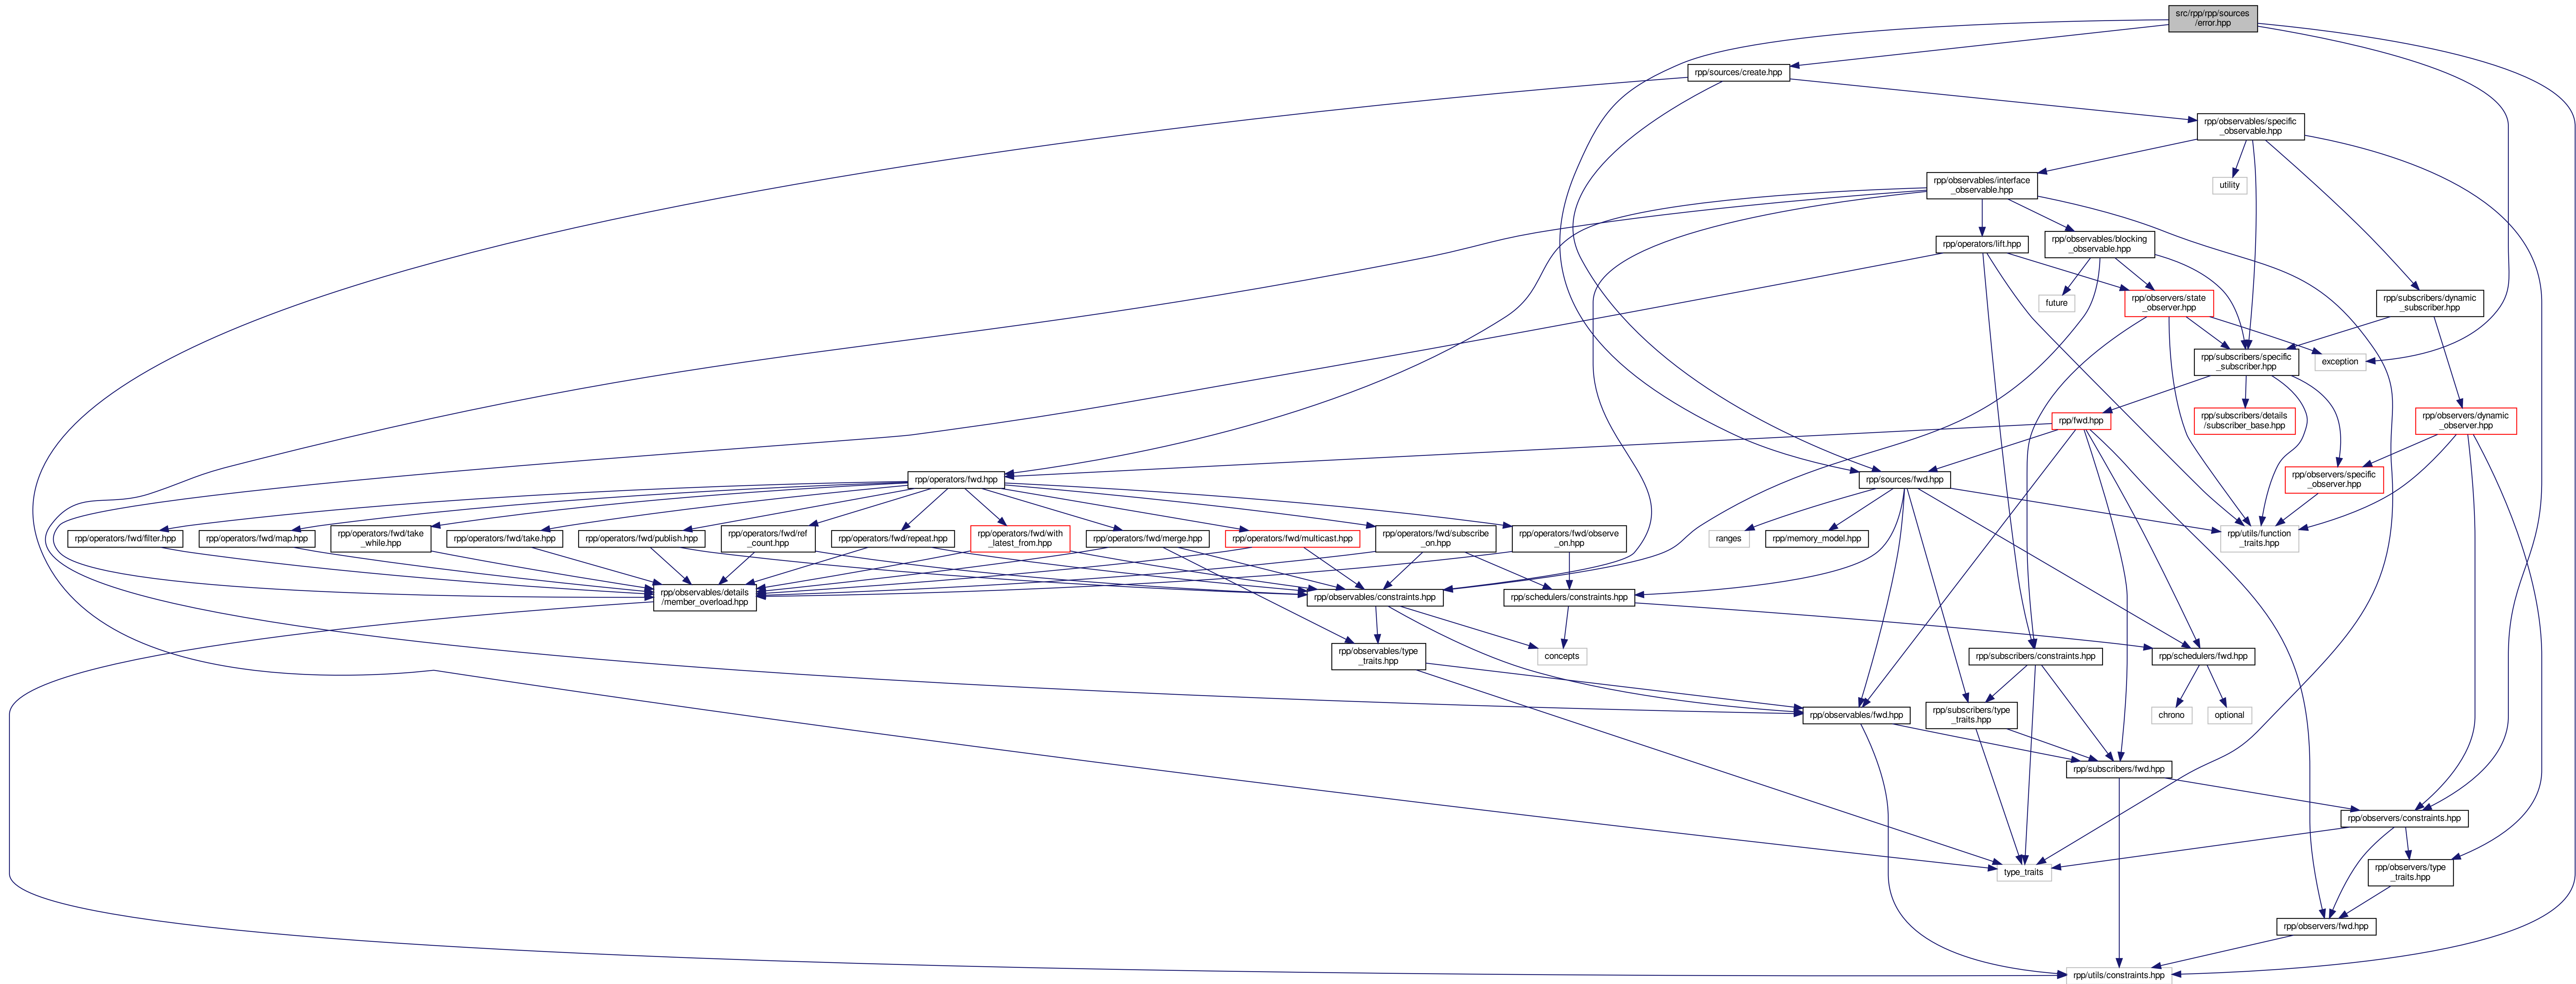 src/rpp/rpp/sources
/error.hpp
rpp/sources/create.hpp
rpp/observables/specific
_observable.hpp
rpp/observables/interface
_observable.hpp
utility
rpp/operators/lift.hpp
rpp/observables/blocking
_observable.hpp
future
rpp/observers/state
_observer.hpp
rpp/subscribers/dynamic
_subscriber.hpp
rpp/subscribers/specific
_subscriber.hpp
exception
rpp/fwd.hpp
rpp/subscribers/details
/subscriber_base.hpp
rpp/observers/dynamic
_observer.hpp
rpp/operators/fwd.hpp
rpp/sources/fwd.hpp
rpp/observers/specific
_observer.hpp
rpp/operators/fwd/filter.hpp
rpp/operators/fwd/map.hpp
rpp/operators/fwd/take
_while.hpp
rpp/operators/fwd/take.hpp
rpp/operators/fwd/publish.hpp
rpp/operators/fwd/ref
_count.hpp
rpp/operators/fwd/repeat.hpp
rpp/operators/fwd/with
_latest_from.hpp
rpp/operators/fwd/merge.hpp
rpp/operators/fwd/multicast.hpp
rpp/operators/fwd/subscribe
_on.hpp
rpp/operators/fwd/observe
_on.hpp
ranges
rpp/memory_model.hpp
rpp/utils/function
_traits.hpp
rpp/observables/details
/member_overload.hpp
rpp/observables/constraints.hpp
rpp/schedulers/constraints.hpp
rpp/observables/type
_traits.hpp
concepts
rpp/subscribers/constraints.hpp
rpp/schedulers/fwd.hpp
rpp/observables/fwd.hpp
rpp/subscribers/type
_traits.hpp
chrono
optional
rpp/subscribers/fwd.hpp
rpp/observers/constraints.hpp
type_traits
rpp/observers/type
_traits.hpp
rpp/observers/fwd.hpp
rpp/utils/constraints.hpp